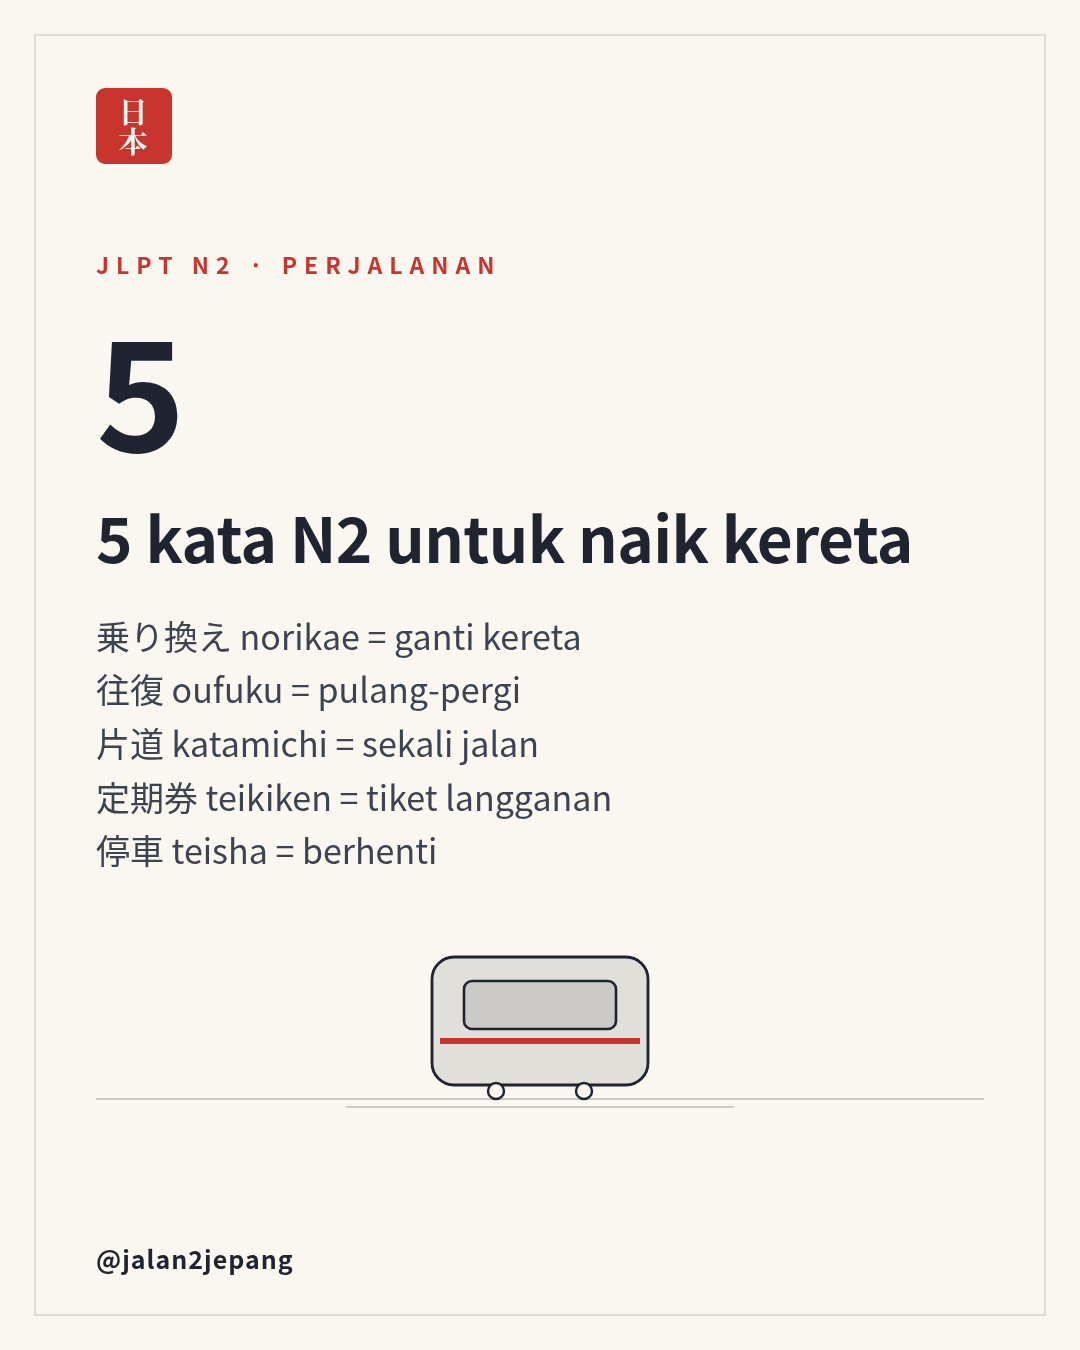 日
本
JLPT N2 · PERJALANAN
5
5 kata N2 untuk naik kereta
乗り換え norikae = ganti kereta
往復 oufuku = pulang-pergi
片道 katamichi = sekali jalan
定期券 teikiken = tiket langganan
停車 teisha = berhenti
@jalan2jepang